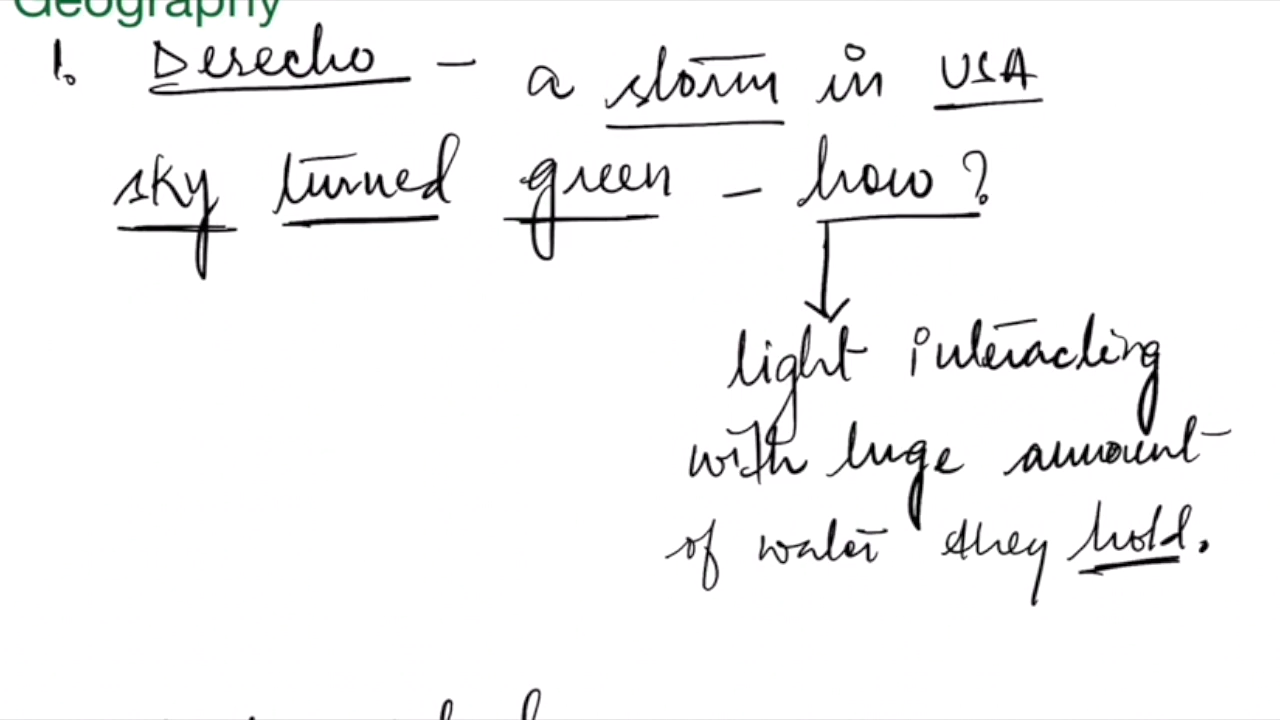 Geography
1. Derecho - a storm in USA
sky turned green - how?
light interacting
with huge amount
of water they hold.